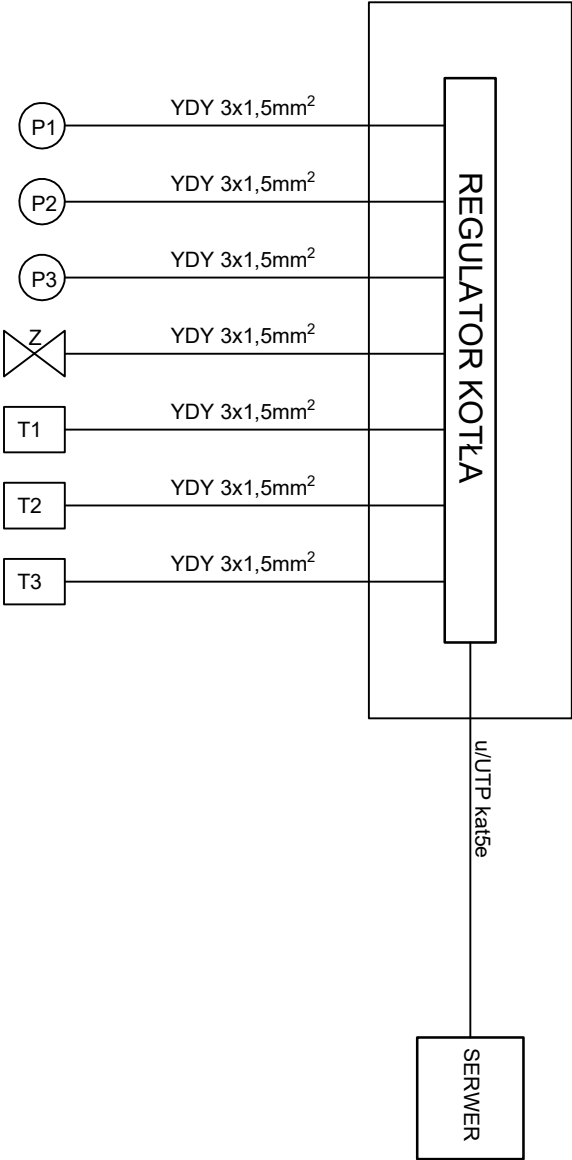 P1
YDY 3x1,5mm²
P2
YDY 3x1,5mm²
P3
YDY 3x1,5mm²
Z
YDY 3x1,5mm²
T1
YDY 3x1,5mm²
T2
YDY 3x1,5mm²
T3
YDY 3x1,5mm²
REGULATOR KOTŁA
u/UTP kat5e
SERWER